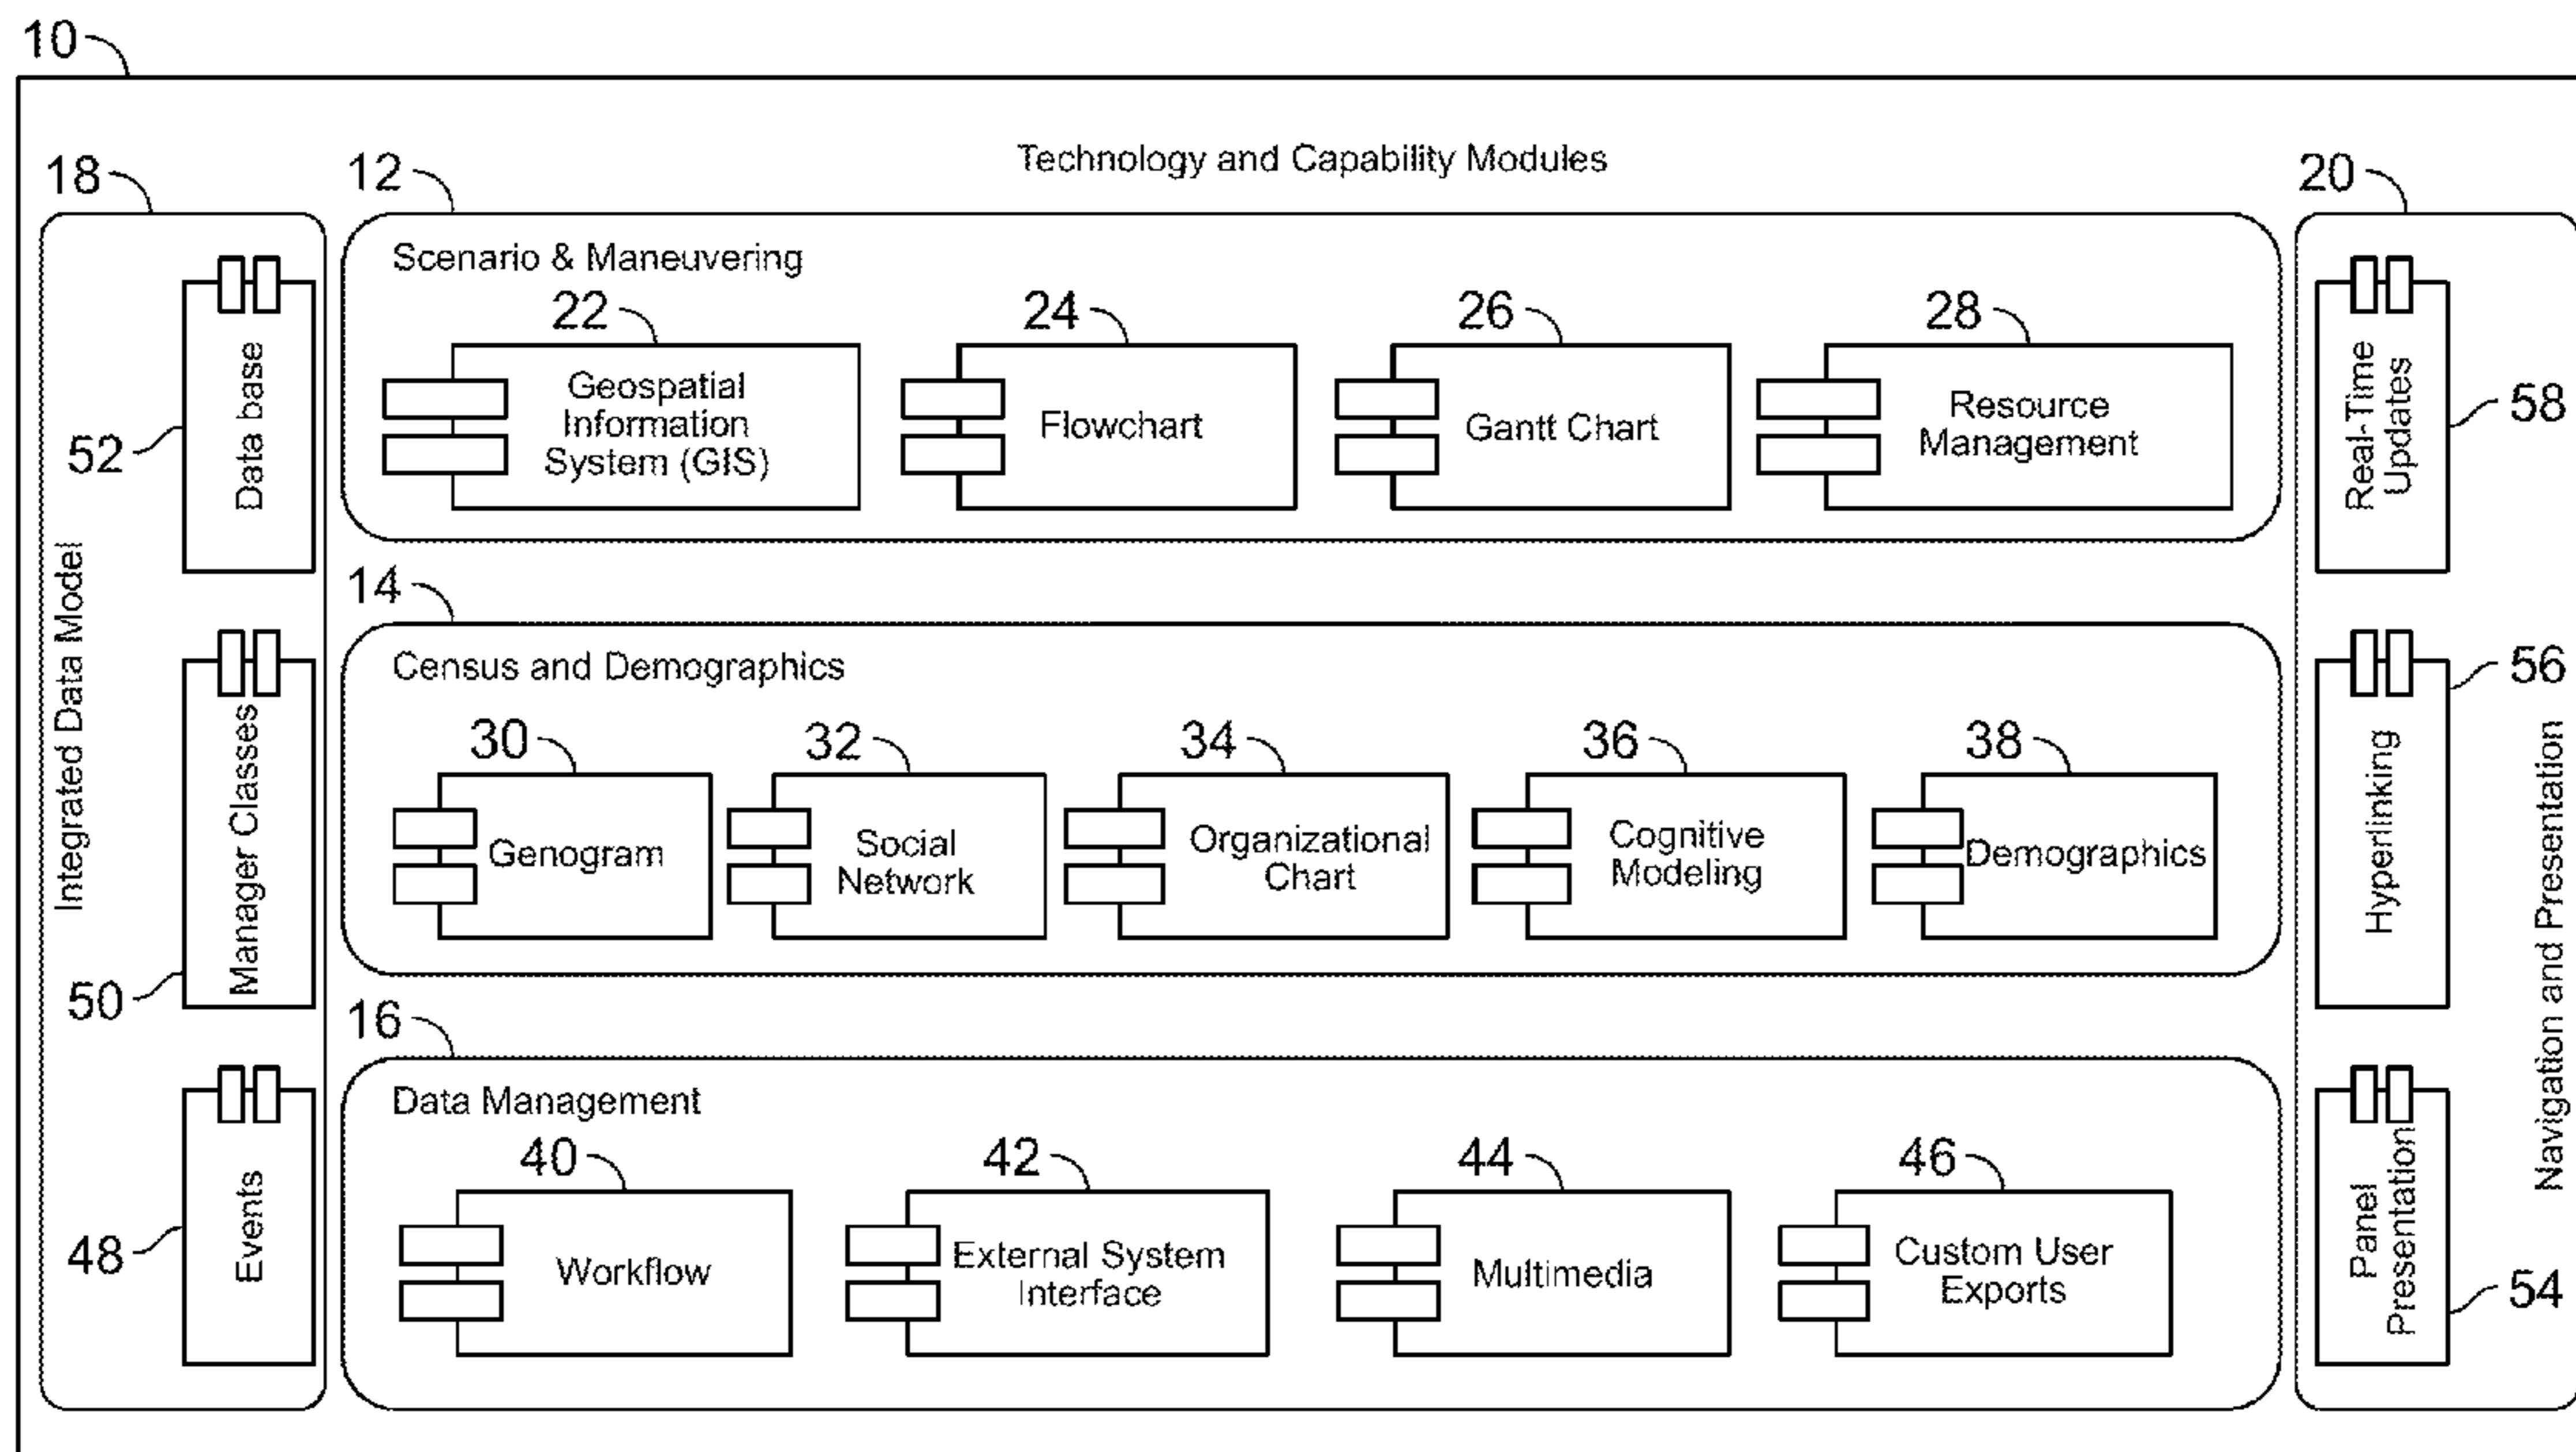 10
Technology and Capability Modules
18
12
20
Scenario & Maneuvering
22
24
26
28
Geospatial
Information
System (GIS)
Flowchart
Gantt Chart
Resource
Management
Data base
52
Real-Time
Updates
58
Integrated Data Model
14
Census and Demographics
30
32
34
36
38
Genogram
Social
Network
Organizational
Chart
Cognitive
Modeling
Demographics
Manager Classes
50
Hyperlinking
56
Navigation and Presentation
16
Data Management
40
42
44
46
Workflow
External System
Interface
Multimedia
Custom User
Exports
Events
48
Panel
Presentation
54